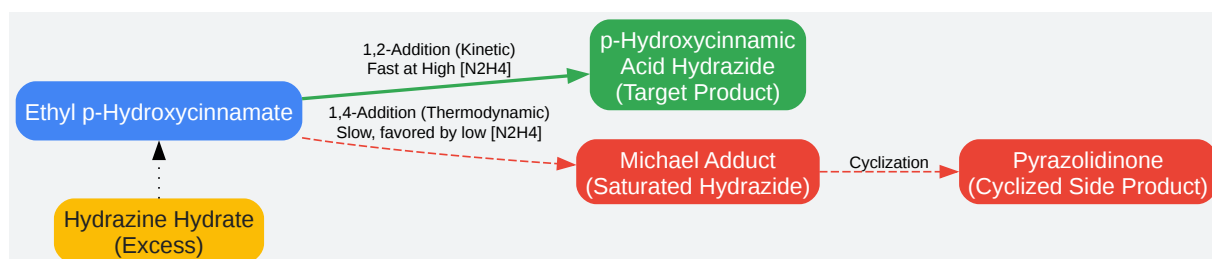 1,2-Addition (Kinetic)
Fast at High [N2H4]
p-Hydroxycinnamic
Acid Hydrazide
(Target Product)
Ethyl p-Hydroxycinnamate
1,4-Addition (Thermodynamic)
Slow, favored by low [N2H4]
Michael Adduct
(Saturated Hydrazide)
Cyclization
Pyrazolidinone
(Cyclized Side Product)
Hydrazine Hydrate
(Excess)